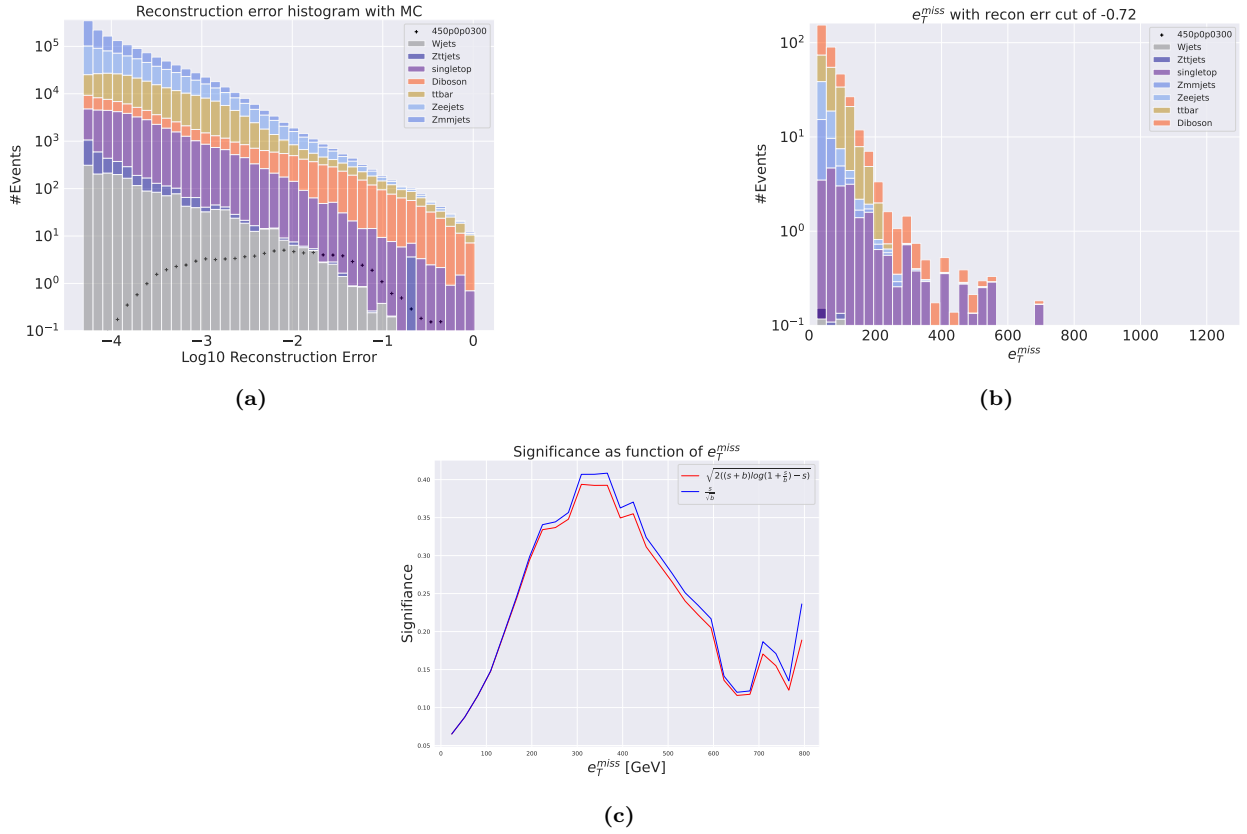 Reconstruction error histogram with MC
10^5
10^4
10^3
10^2
10^1
10^0
10^{-1}
#Events
450p0p0300
Wjets
Zttjets
singletop
Diboson
ttbar
Zeejets
Zmmjets
−4 −3 −2 −1 0
Log10 Reconstruction Error
(a)
e_T^{miss} with recon err cut of -0.72
10^2
10^1
10^0
10^{-1}
#Events
450p0p0300
Wjets
Zttjets
singletop
Zmmjets
Zeejets
ttbar
Diboson
0 200 400 600 800 1000 1200
e_T^{miss}
(b)
Significance as function of e_T^{miss}
0.40
0.35
0.30
0.25
0.20
0.15
0.10
0.05
Signifiance
√2((s+b)log(1+s/b)−s)
s/√b
0 100 200 300 400 500 600 700 800
e_T^{miss} [GeV]
(c)